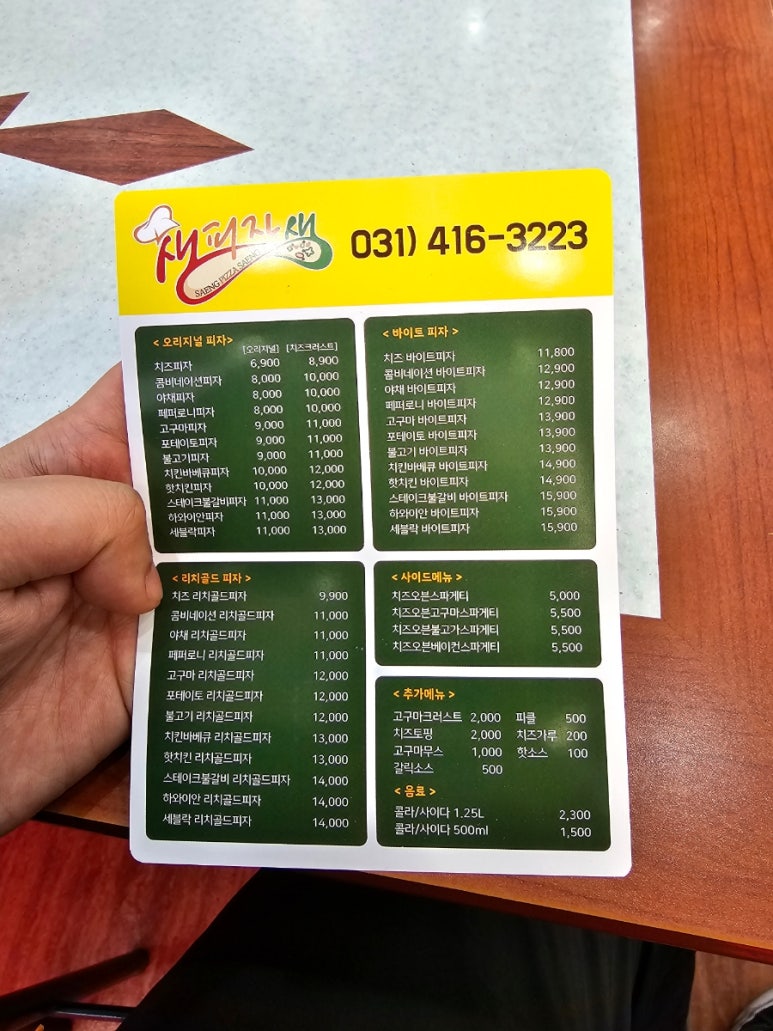 생피자생
SAENG PIZZA SAENG
031) 416-3223
< 오리지널 피자>
[오리지널] [치즈크러스트]
치즈피자 6,900 8,900
콤비네이션피자 8,000 10,000
야채피자 8,000 10,000
페퍼로니피자 8,000 10,000
고구마피자 9,000 11,000
포테이토피자 9,000 11,000
불고기피자 9,000 11,000
치킨바베큐피자 10,000 12,000
핫치킨피자 10,000 12,000
스테이크불갈비피자 11,000 13,000
하와이안피자 11,000 13,000
세블락피자 11,000 13,000
< 바이트 피자 >
치즈 바이트피자 11,800
콤비네이션 바이트피자 12,900
야채 바이트피자 12,900
페퍼로니 바이트피자 12,900
고구마 바이트피자 13,900
포테이토 바이트피자 13,900
불고기 바이트피자 13,900
치킨바베큐 바이트피자 14,900
핫치킨 바이트피자 14,900
스테이크불갈비 바이트피자 15,900
하와이안 바이트피자 15,900
세블락 바이트피자 15,900
< 리치골드 피자 >
치즈 리치골드피자 9,900
콤비네이션 리치골드피자 11,000
야채 리치골드피자 11,000
페퍼로니 리치골드피자 11,000
고구마 리치골드피자 12,000
포테이토 리치골드피자 12,000
불고기 리치골드피자 12,000
치킨바베큐 리치골드피자 13,000
핫치킨 리치골드피자 13,000
스테이크불갈비 리치골드피자 14,000
하와이안 리치골드피자 14,000
세블락 리치골드피자 14,000
< 사이드메뉴 >
치즈오븐스파게티 5,000
치즈오븐고구마스파게티 5,500
치즈오븐불고가스파게티 5,500
치즈오븐베이컨스파게티 5,500
< 추가메뉴 >
고구마크러스트 2,000 피클 500
치즈토핑 2,000 치즈가루 200
고구마무스 1,000 핫소스 100
갈릭소스 500
< 음료 >
콜라/사이다 1.25L 2,300
콜라/사이다 500ml 1,500